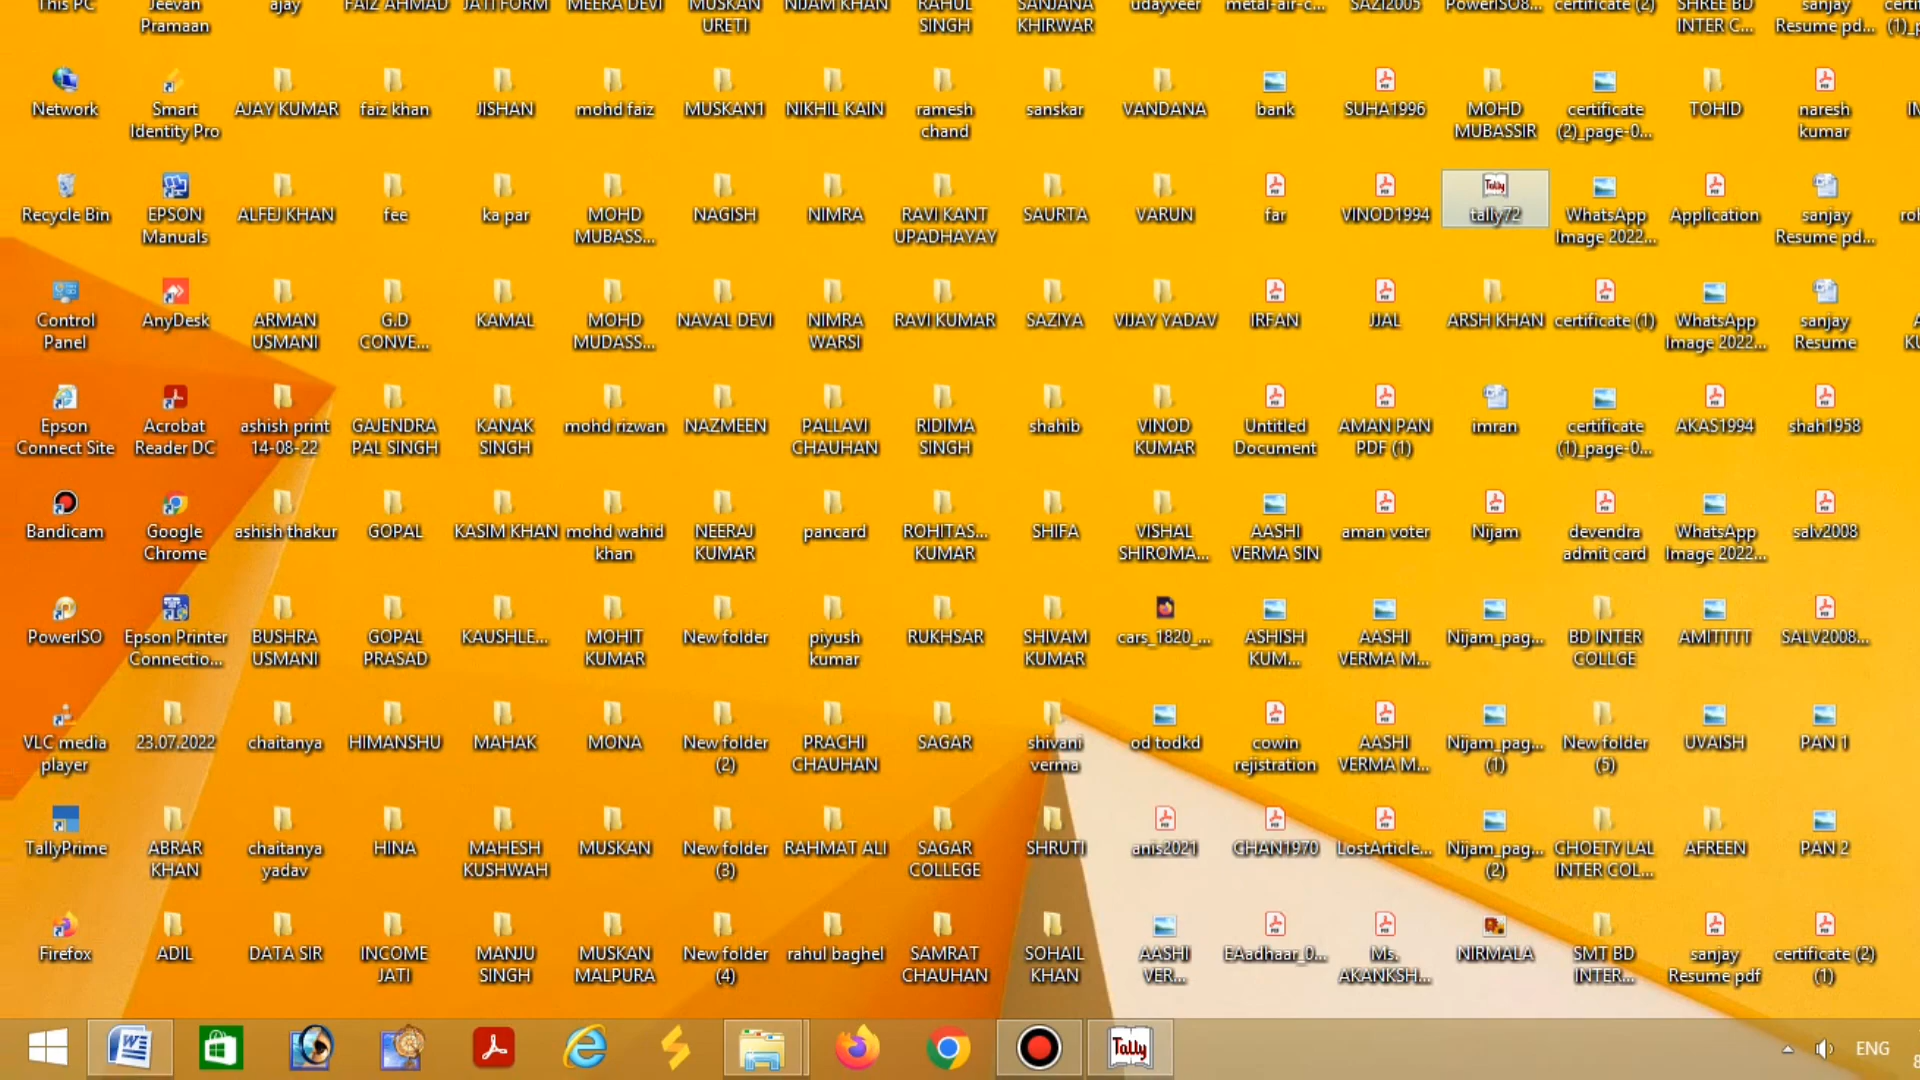 This PC
Jeevan
Pramaan
ajay
FAIZ AHMAD
JATI FORM
MEERA DEVI
MUSKAN
URETI
NIJAM KHAN
RAHUL
SINGH
SANJANA
KHIRWAR
udayveer
metal-air-c...
SAZI2005
PowerISO8...
certificate (2)
SHREE BD
INTER C...
sanjay
Resume pd...
Network
Smart
Identity Pro
AJAY KUMAR
faiz khan
JISHAN
mohd faiz
MUSKAN1
NIKHIL KAIN
ramesh
chand
sanskar
VANDANA
bank
SUHA1996
MOHD
MUBASSIR
certificate
(2)_page-0...
TOHID
naresh
kumar
Recycle Bin
EPSON
Manuals
ALFEJ KHAN
fee
ka par
MOHD
MUBASS...
NAGISH
NIMRA
RAVI KANT
UPADHAYAY
SAURTA
VARUN
far
VINOD1994
Tally
tally72
WhatsApp
Image 2022...
Application
sanjay
Resume pd...
Control
Panel
AnyDesk
ARMAN
USMANI
G.D
CONVE...
KAMAL
MOHD
MUDASS...
NAVAL DEVI
NIMRA
WARSI
RAVI KUMAR
SAZIYA
VIJAY YADAV
IRFAN
JJAL
ARSH KHAN
certificate (1)
WhatsApp
Image 2022...
sanjay
Resume
Epson
Connect Site
Acrobat
Reader DC
ashish print
14-08-22
GAJENDRA
PAL SINGH
KANAK
SINGH
mohd rizwan
NAZMEEN
PALLAVI
CHAUHAN
RIDIMA
SINGH
shahib
VINOD
KUMAR
Untitled
Document
AMAN PAN
PDF (1)
imran
certificate
(1)_page-0...
AKAS1994
shah1958
Bandicam
Google
Chrome
ashish thakur
GOPAL
KASIM KHAN
mohd wahid
khan
NEERAJ
KUMAR
pancard
ROHITAS...
KUMAR
SHIFA
VISHAL
SHIROMA...
AASHI
VERMA SIN
aman voter
Nijam
devendra
admit card
WhatsApp
Image 2022...
salv2008
PowerISO
Epson Printer
Connectio...
BUSHRA
USMANI
GOPAL
PRASAD
KAUSHLE...
MOHIT
KUMAR
New folder
piyush
kumar
RUKHSAR
SHIVAM
KUMAR
cars_1820_...
ASHISH
KUM...
AASHI
VERMA M...
Nijam_pag...
BD INTER
COLLGE
AMITTTT
SALV2008...
VLC media
player
23.07.2022
chaitanya
HIMANSHU
MAHAK
MONA
New folder
(2)
PRACHI
CHAUHAN
SAGAR
shivani
verma
od todkd
cowin
rejistration
AASHI
VERMA M...
Nijam_pag...
(1)
New folder
(5)
UVAISH
PAN 1
TallyPrime
ABRAR
KHAN
chaitanya
yadav
HINA
MAHESH
KUSHWAH
MUSKAN
New folder
(3)
RAHMAT ALI
SAGAR
COLLEGE
SHRUTI
anis2021
CHAN1970
LostArticle...
Nijam_pag...
(2)
CHOETY LAL
INTER COL...
AFREEN
PAN 2
Firefox
ADIL
DATA SIR
INCOME
JATI
MANJU
SINGH
MUSKAN
MALPURA
New folder
(4)
rahul baghel
SAMRAT
CHAUHAN
SOHAIL
KHAN
AASHI
VER...
EAadhaar_0...
Ms.
AKANKSH...
NIRMALA
SMT BD
INTER...
sanjay
Resume pdf
certificate (2)
(1)
Tally
ENG